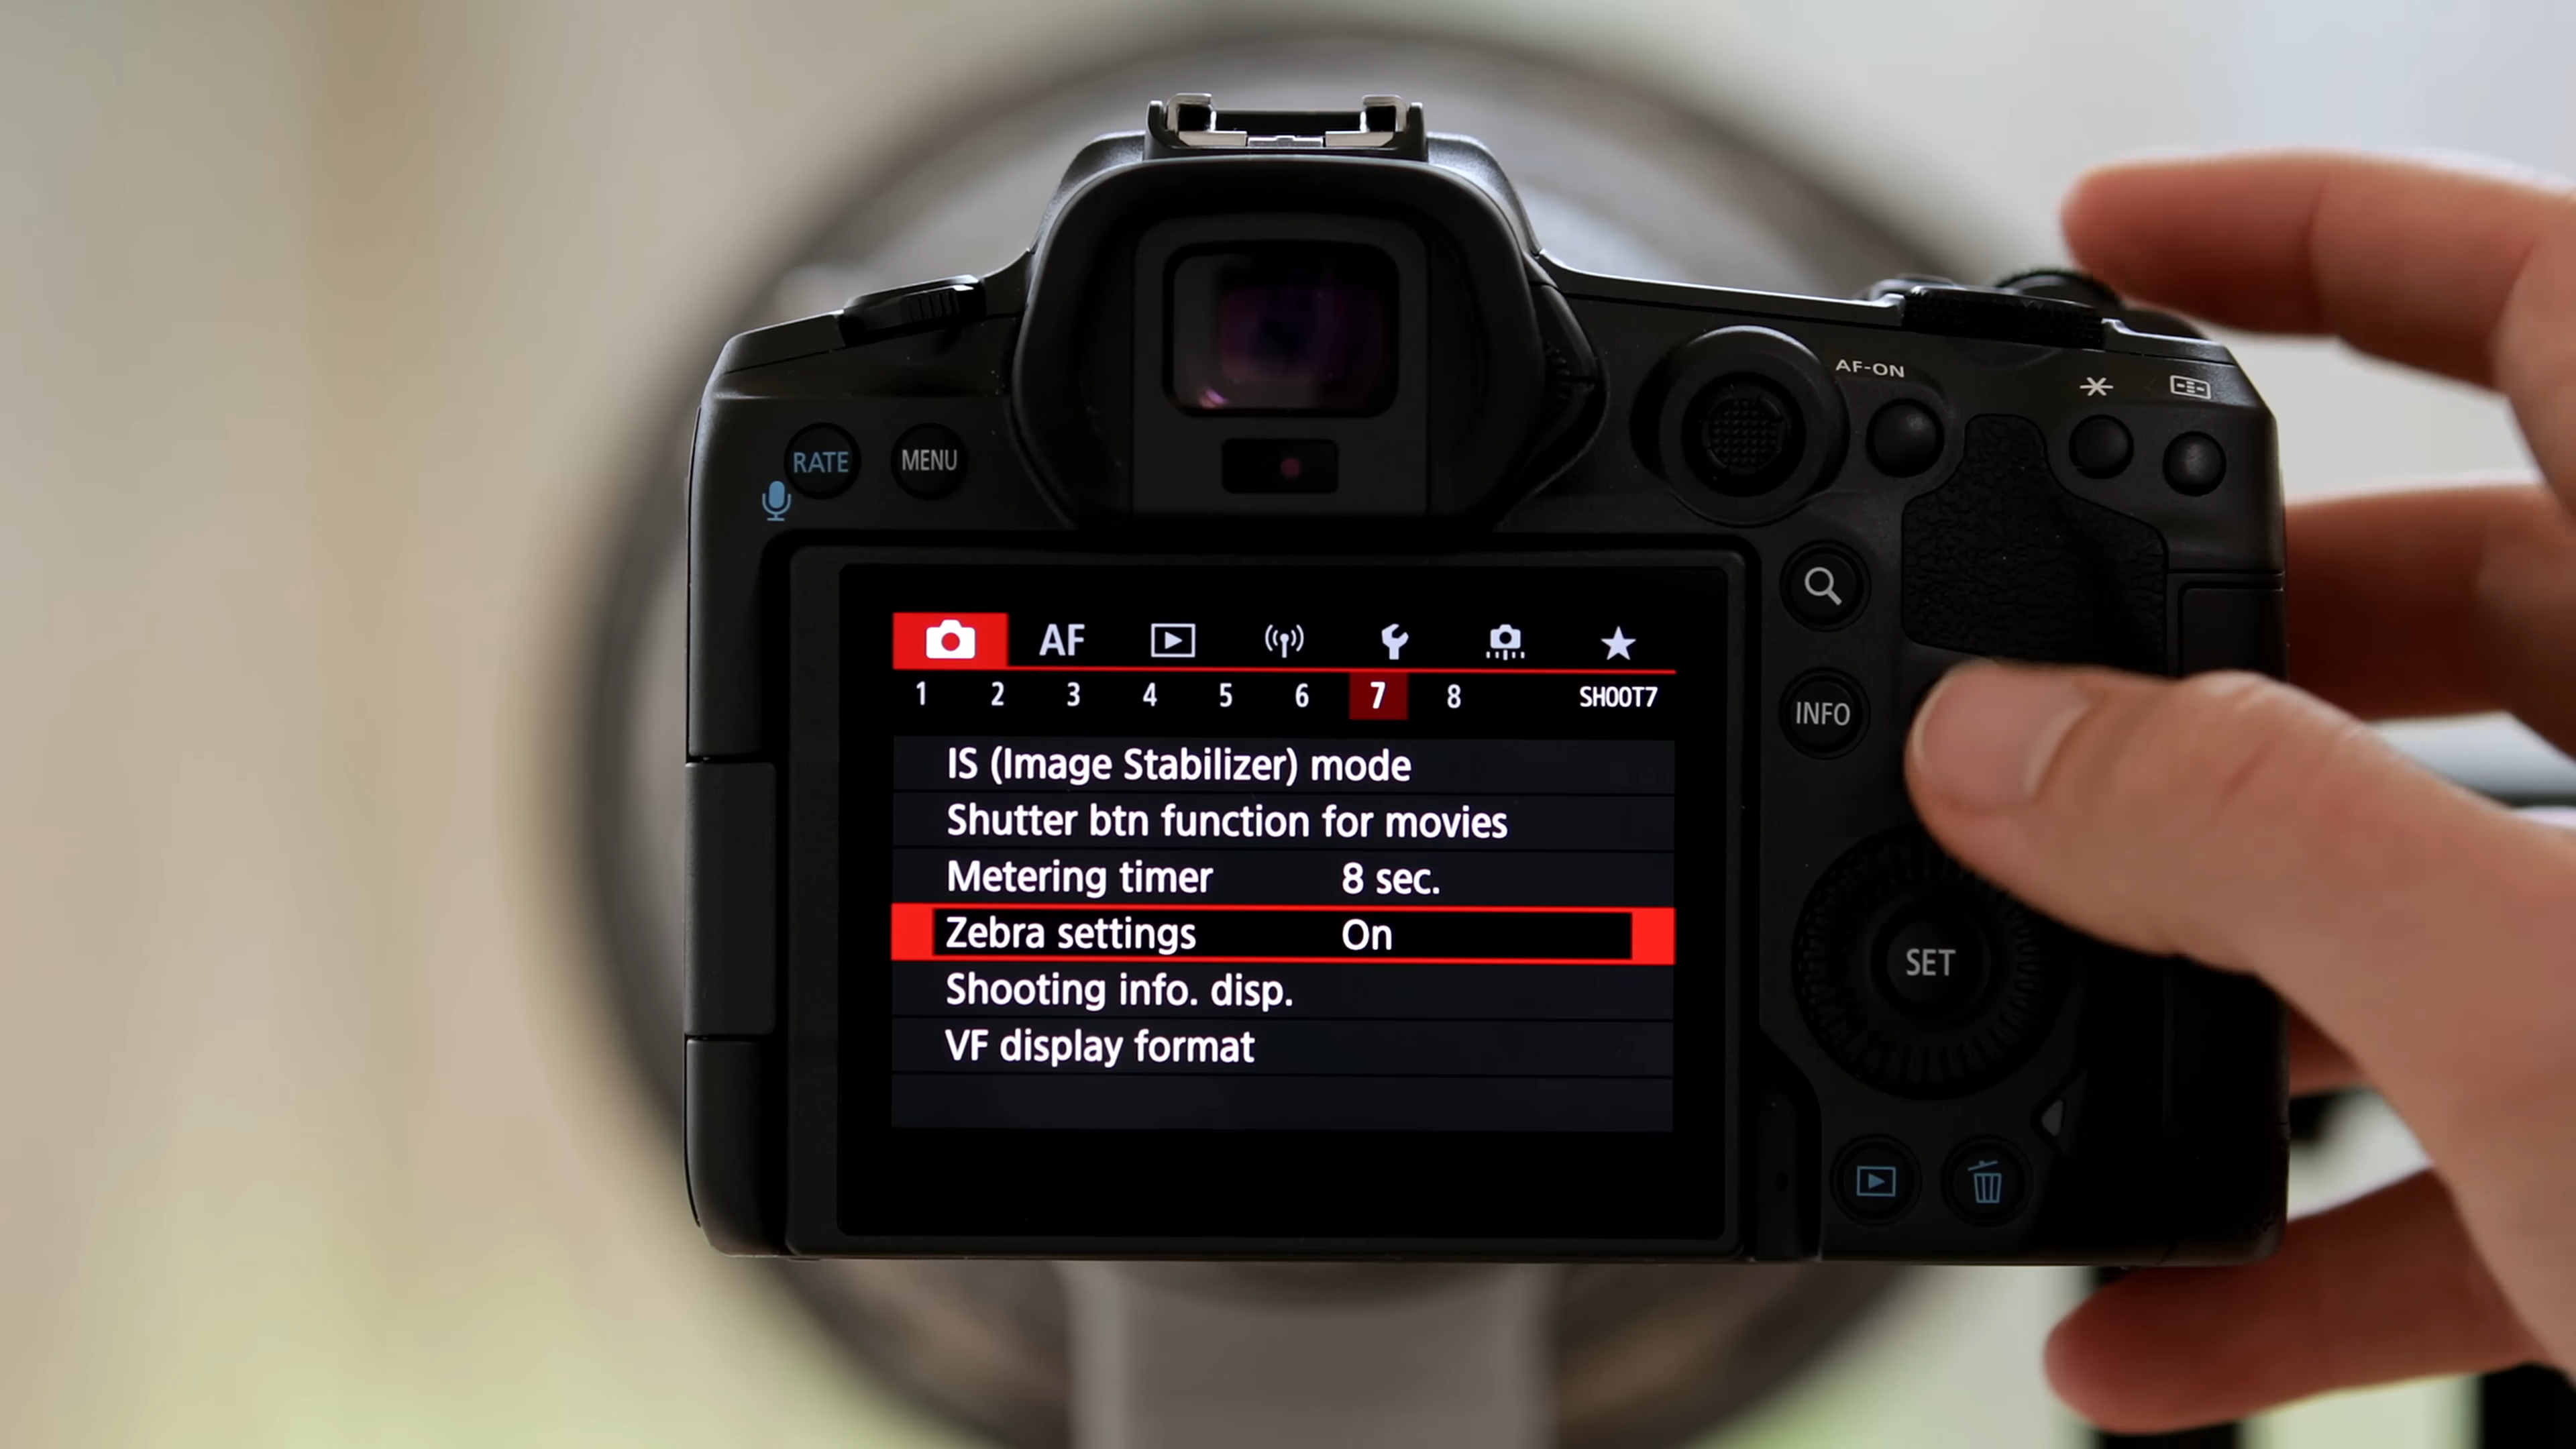 AF-ON
RATE
MENU
AF
1 2 3 4 5 6 7 8 SHOOT7
IS (Image Stabilizer) mode
Shutter btn function for movies
Metering timer 8 sec.
Zebra settings On
Shooting info. disp.
VF display format
INFO
SET